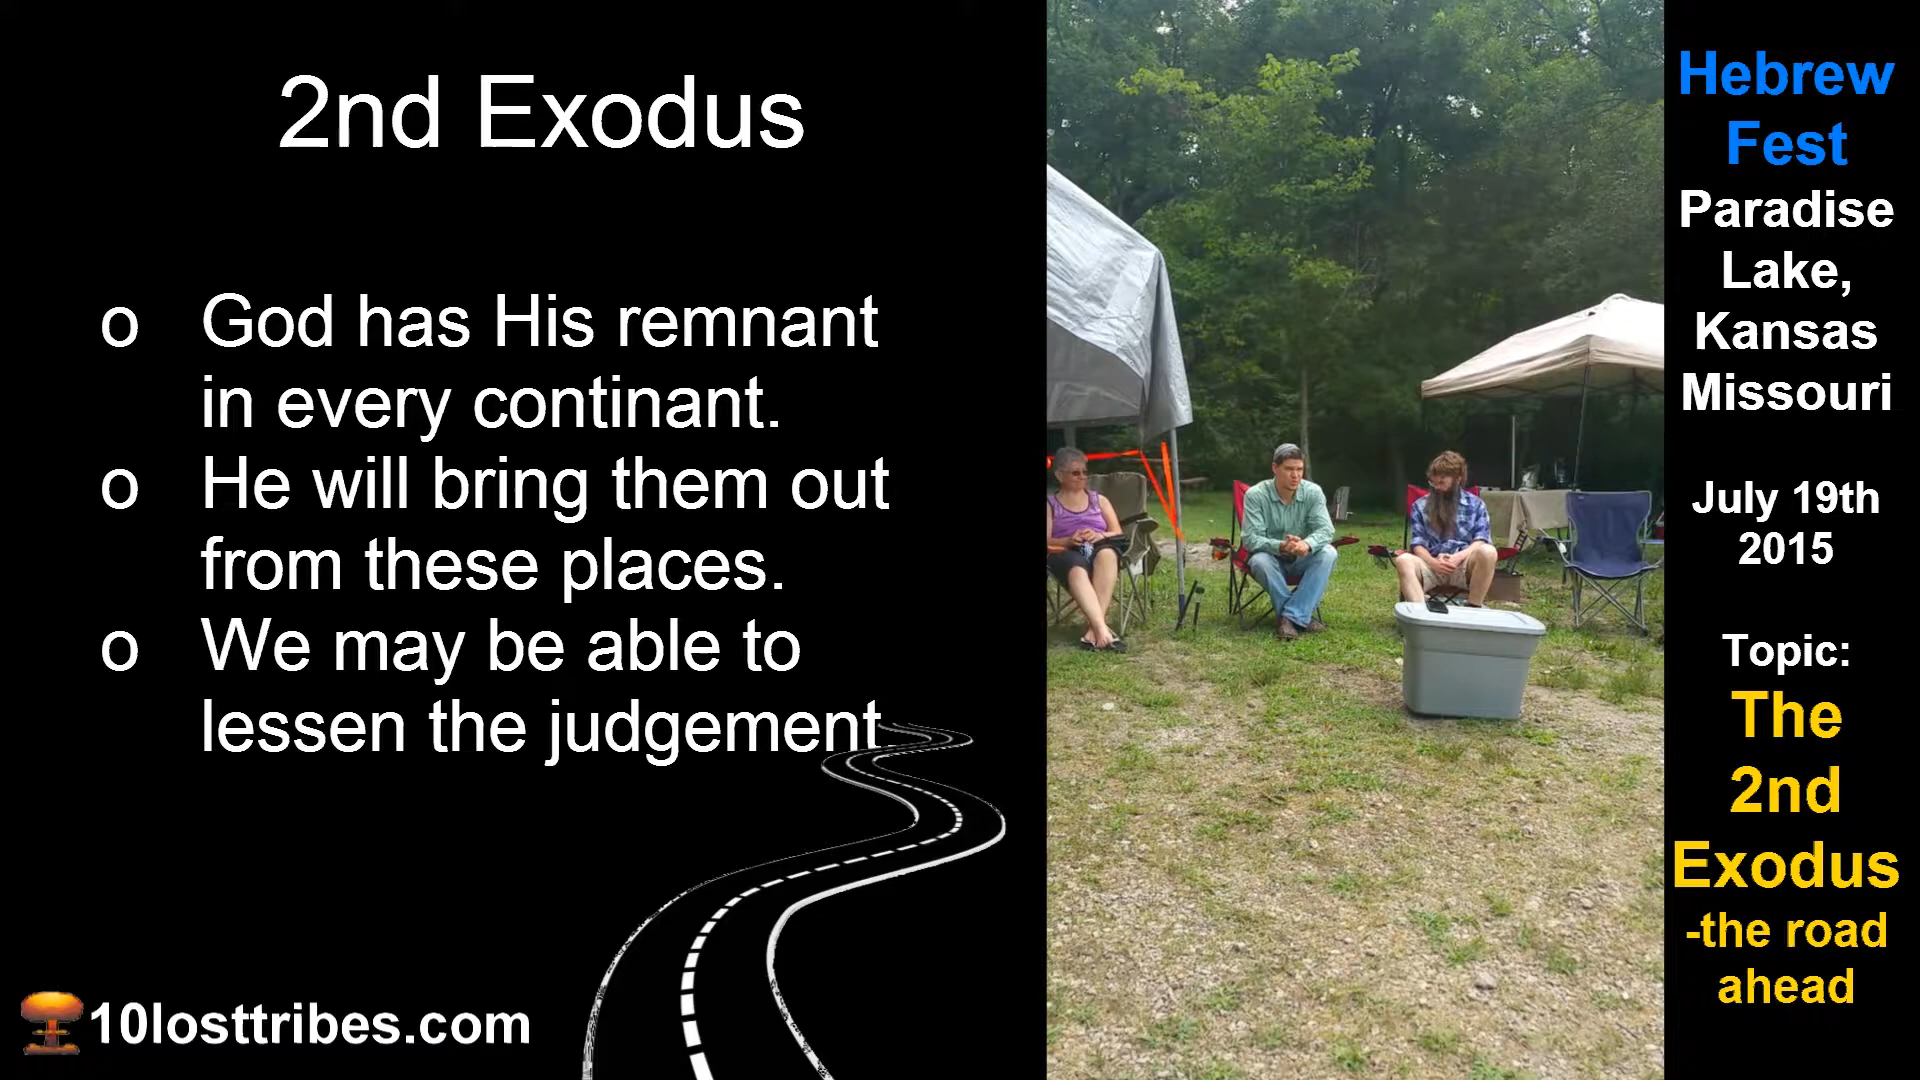 2nd Exodus
o God has His remnant
in every continant.
o He will bring them out
from these places.
o We may be able to
lessen the judgement
10losttribes.com
Hebrew
Fest
Paradise
Lake,
Kansas
Missouri
July 19th
2015
Topic:
The
2nd
Exodus
-the road
ahead